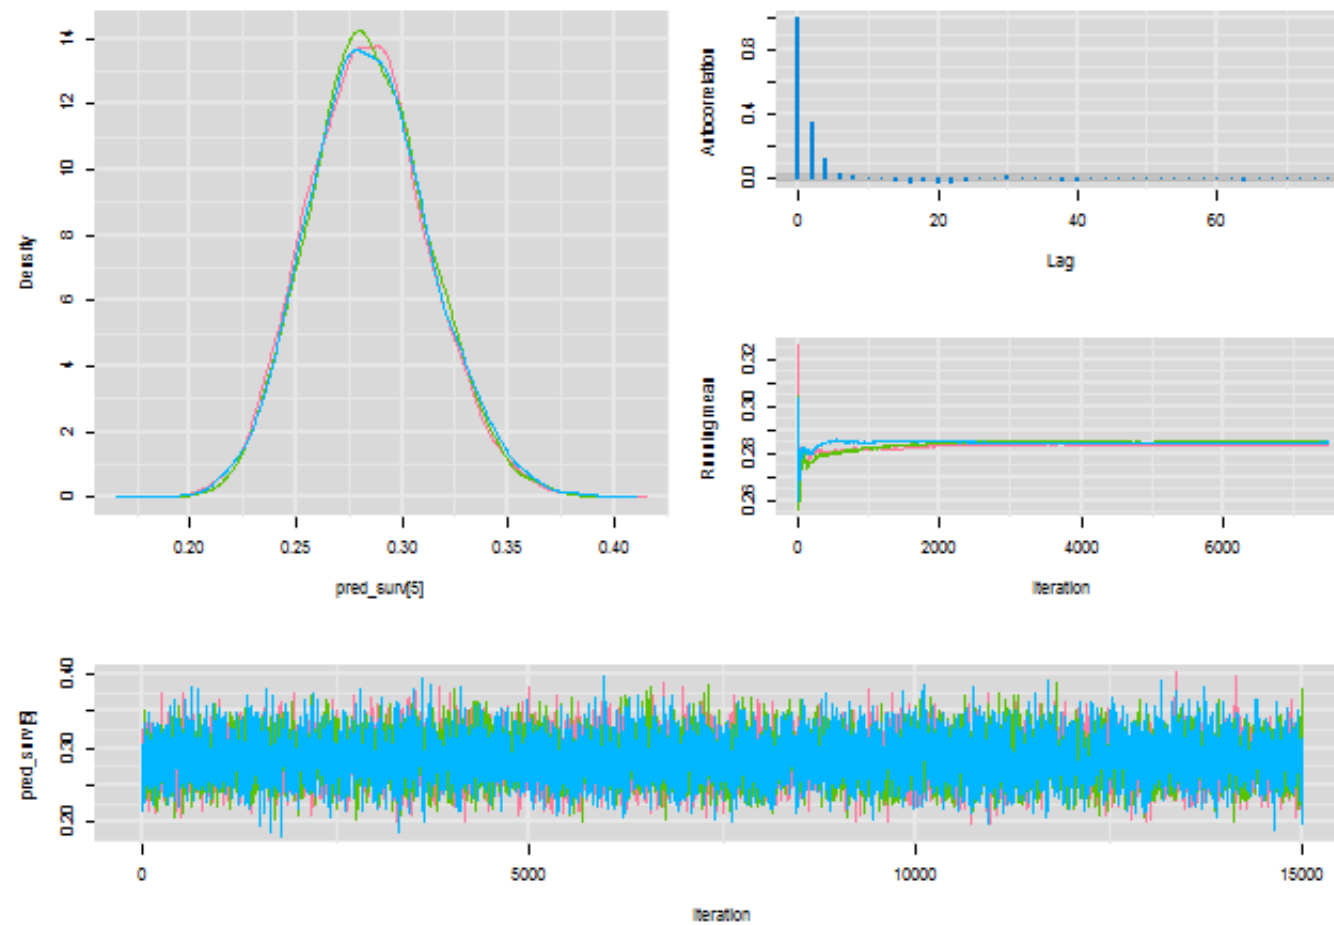 Density
0 2 4 6 8 10 12 14
0.20 0.25 0.30 0.35 0.40
pred_surv[5]
Autocorrelation
0.0 0.4 0.8
0 20 40 60
Lag
Running mean
0.26 0.28 0.30 0.32
0 2000 4000 6000
Iteration
pred_surv[5]
0.20 0.30 0.40
0 5000 10000 15000
Iteration